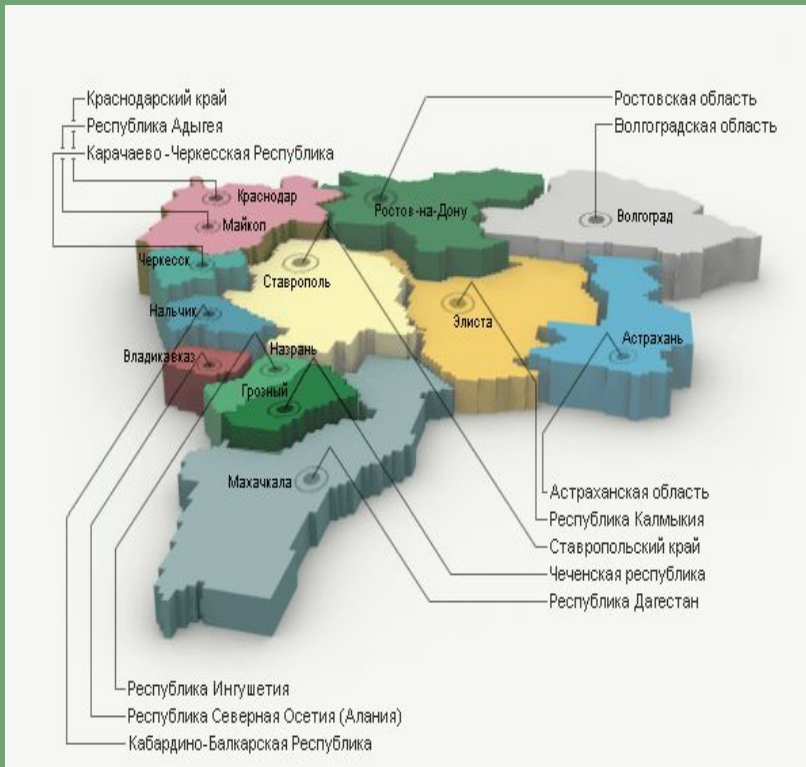 Краснодарский край
Республика Адыгея
Карачаево -Черкесская Республика
Ростовская область
Волгоградская область
Краснодар
Майкоп
Ростов-на-Дону
Волгоград
Черкесск
Ставрополь
Нальчик
Элиста
Астрахань
Владикавказ
Назрань
Грозный
Махачкала
Астраханская область
Республика Калмыкия
Ставропольский край
Чеченская республика
Республика Дагестан
Республика Ингушетия
Республика Северная Осетия (Алания)
Кабардино-Балкарская Республика